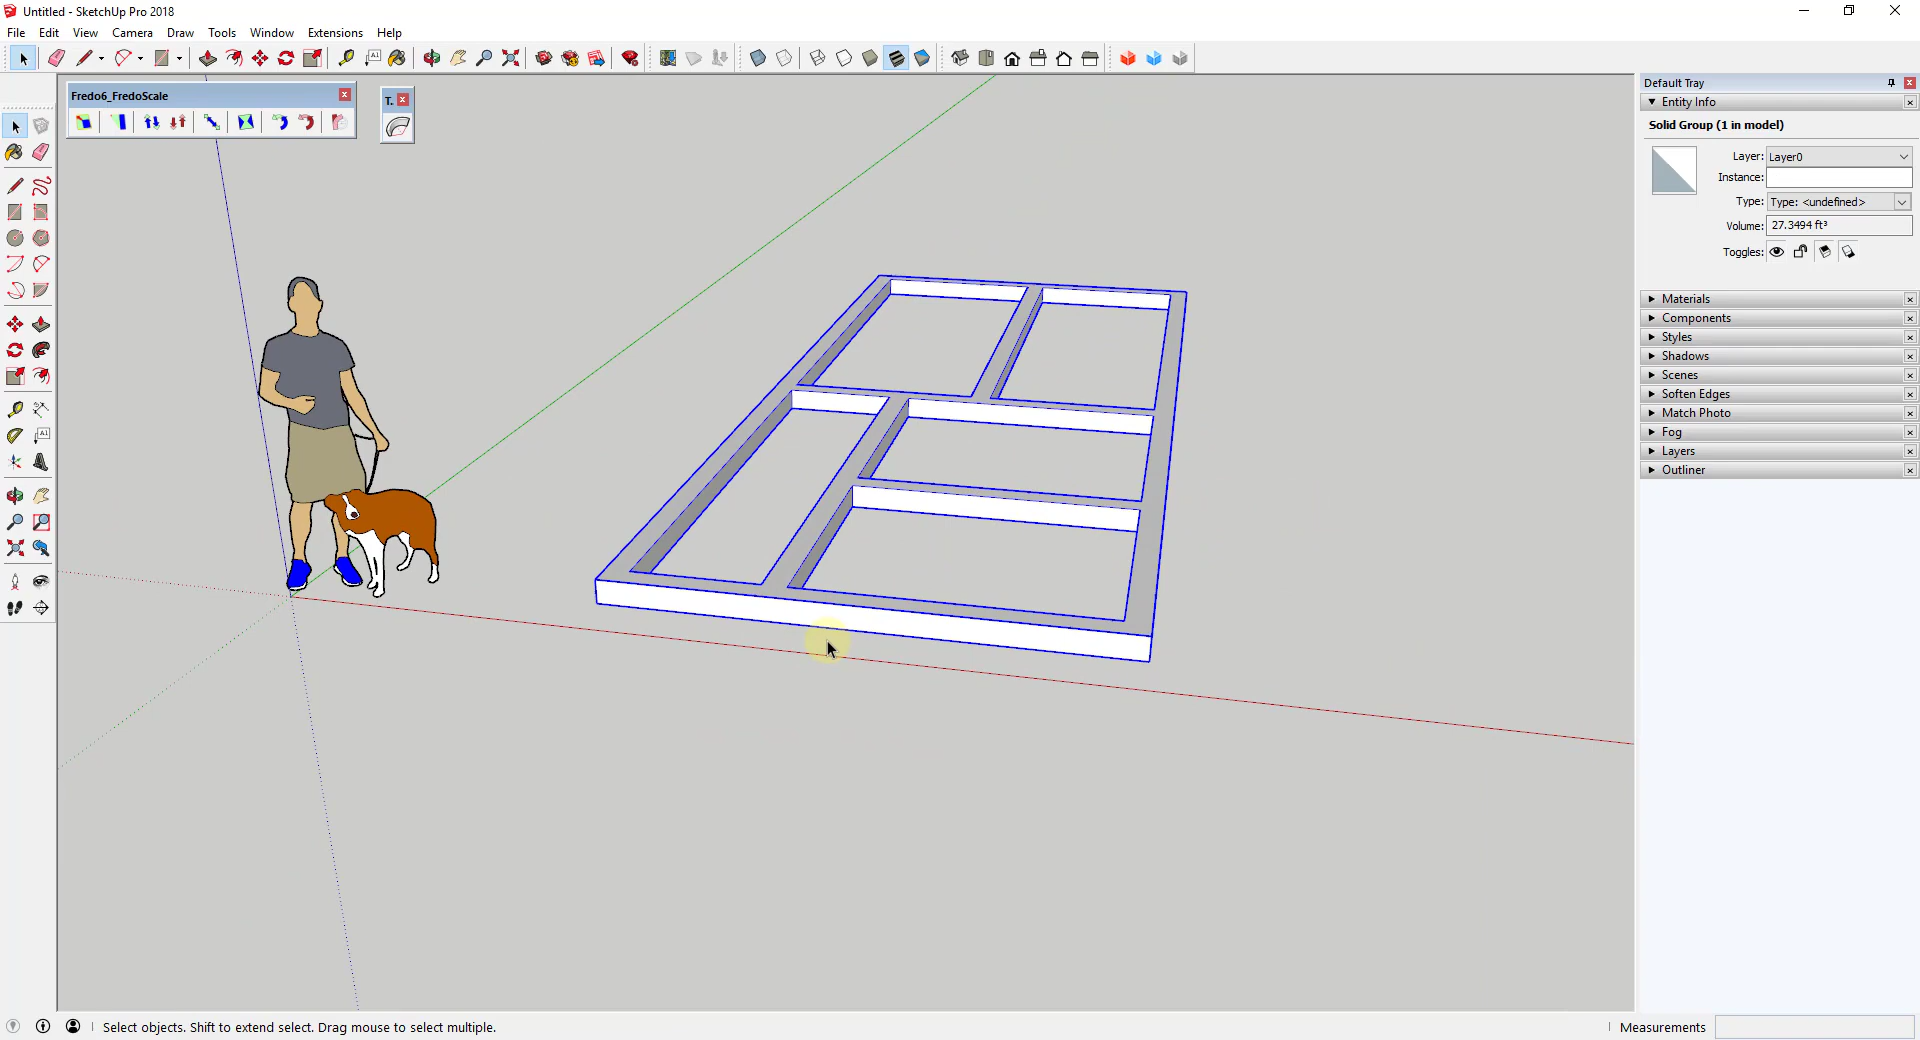 Untitled - SketchUp Pro 2018
File Edit View Camera Draw Tools Window Extensions Help
Fredo6_FredoScale
T.
Default Tray
Entity Info
Solid Group (1 in model)
Layer: Layer0
Instance:
Type: Type: <undefined>
Volume: 27.3494 ft³
Toggles:
Materials
Components
Styles
Shadows
Scenes
Soften Edges
Match Photo
Fog
Layers
Outliner
Select objects. Shift to extend select. Drag mouse to select multiple.
Measurements